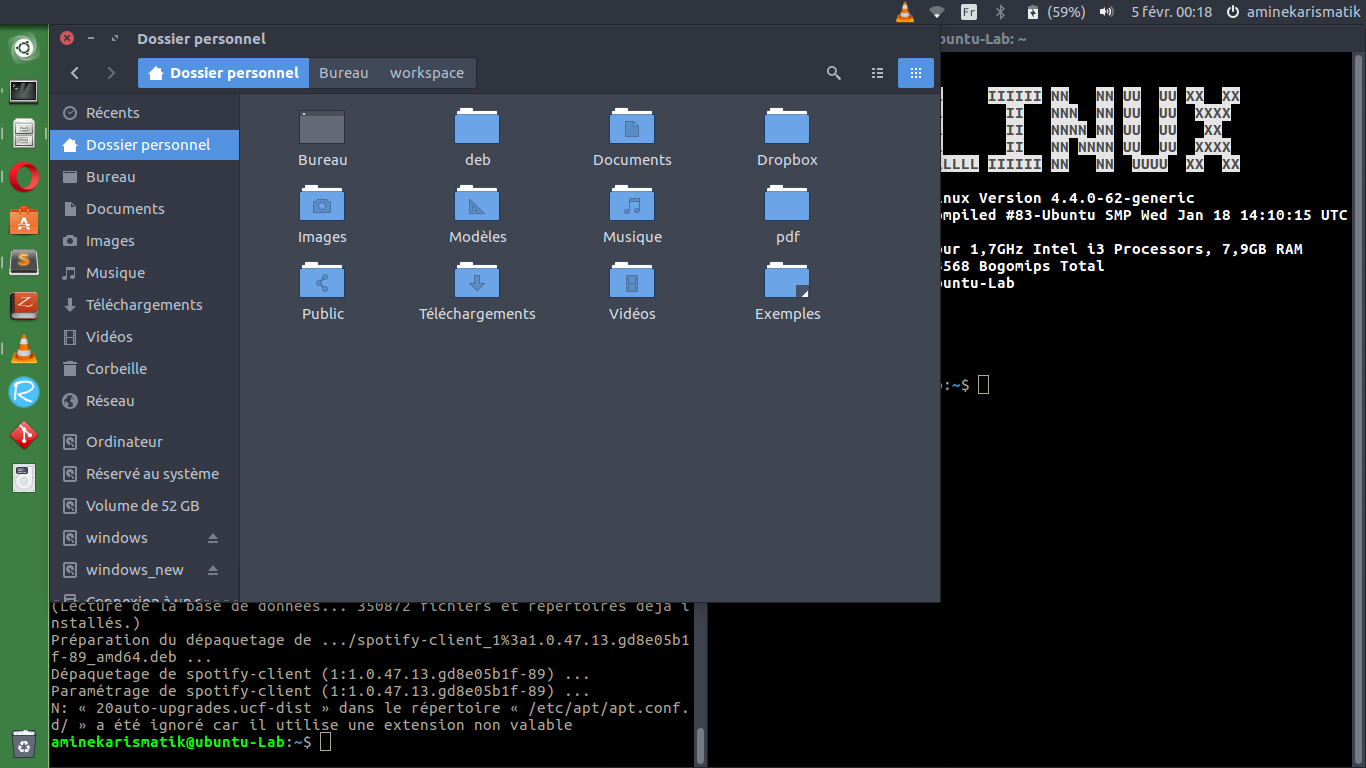 Fr
(59%)
5 févr. 00:18
aminekarismatik
Dossier personnel
buntu-Lab: ~
Dossier personnel
Bureau
workspace
Récents
Dossier personnel
Bureau
Documents
Images
Musique
Téléchargements
Vidéos
Corbeille
Réseau
Ordinateur
Réservé au système
Volume de 52 GB
windows
windows_new
Bureau
deb
Documents
Dropbox
Images
Modèles
Musique
pdf
Public
Téléchargements
Vidéos
Exemples
IIIIII NN NN UU UU XX XX
II NNN NN UU UU XXXX
II NNNN NN UU UU XX
II NN NNNN UU UU XXXX
LLLL IIIIII NN NN UUUU XX XX
nux Version 4.4.0-62-generic
ompiled #83-Ubuntu SMP Wed Jan 18 14:10:15 UTC
our 1,7GHz Intel i3 Processors, 7,9GB RAM
568 Bogomips Total
buntu-Lab
:~$
(Lecture de la base de données... 350872 fichiers et répertoires déjà i
nstallés.)
Préparation du dépaquetage de .../spotify-client_1%3a1.0.47.13.gd8e05b1
f-89_amd64.deb ...
Dépaquetage de spotify-client (1:1.0.47.13.gd8e05b1f-89) ...
Paramétrage de spotify-client (1:1.0.47.13.gd8e05b1f-89) ...
N: « 20auto-upgrades.ucf-dist » dans le répertoire « /etc/apt/apt.conf.
d/ » a été ignoré car il utilise une extension non valable
aminekarismatik@ubuntu-Lab:~$